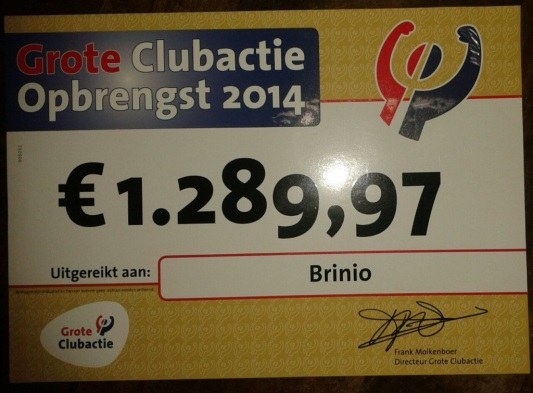 Grote Clubactie
Opbrengst 2014
€ 1.289,97
Uitgereikt aan:
Brinio
Grote
Clubactie
Frank Molkenboer
Directeur Grote Clubactie